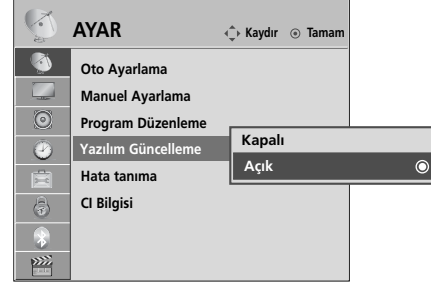 AYAR
Kaydır Tamam
Oto Ayarlama
Manuel Ayarlama
Program Düzenleme
Yazılım Güncelleme
Kapalı
Açık
Hata tanıma
CI Bilgisi